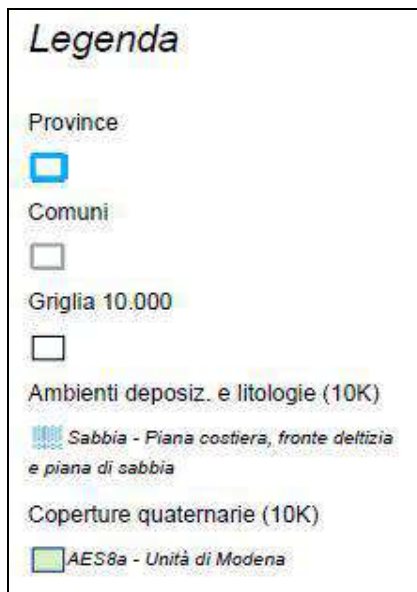 Legenda
Province
Comuni
Griglia 10.000
Ambienti deposiz. e litologie (10K)
Sabbia - Piana costiera, fronte deltizia
e piana di sabbia
Coperture quaternarie (10K)
AES8a - Unità di Modena